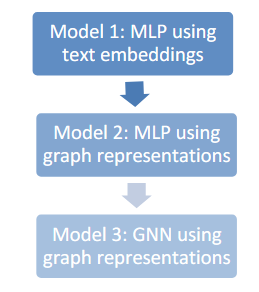 Model 1: MLP using
text embeddings
Model 2: MLP using
graph representations
Model 3: GNN using
graph representations